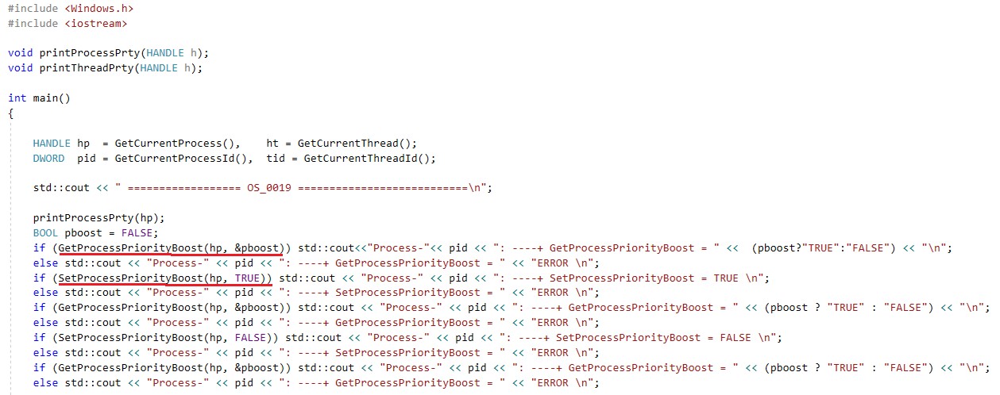 #include <Windows.h>
#include <iostream>
void printProcessPrty(HANDLE h);
void printThreadPrty(HANDLE h);
int main()
{
HANDLE hp  = GetCurrentProcess(),    ht = GetCurrentThread();
DWORD  pid = GetCurrentProcessId(),  tid = GetCurrentThreadId();
std::cout << " ================== OS_0019 ===========================\n";
printProcessPrty(hp);
BOOL pboost = FALSE;
if (GetProcessPriorityBoost(hp, &pboost)) std::cout<<"Process-"<< pid << ": ----+ GetProcessPriorityBoost = " <<  (pboost?"TRUE":"FALSE") << "\n";
else std::cout << "Process-" << pid << ": ----+ GetProcessPriorityBoost = " << "ERROR \n";
if (SetProcessPriorityBoost(hp, TRUE)) std::cout << "Process-" << pid << ": ----+ SetProcessPriorityBoost = TRUE \n";
else std::cout << "Process-" << pid << ": ----+ SetProcessPriorityBoost = " << "ERROR \n";
if (GetProcessPriorityBoost(hp, &pboost)) std::cout << "Process-" << pid << ": ----+ GetProcessPriorityBoost = " << (pboost ? "TRUE" : "FALSE") << "\n";
else std::cout << "Process-" << pid << ": ----+ GetProcessPriorityBoost = " << "ERROR \n";
if (SetProcessPriorityBoost(hp, FALSE)) std::cout << "Process-" << pid << ": ----+ SetProcessPriorityBoost = FALSE \n";
else std::cout << "Process-" << pid << ": ----+ SetProcessPriorityBoost = " << "ERROR \n";
if (GetProcessPriorityBoost(hp, &pboost)) std::cout << "Process-" << pid << ": ----+ GetProcessPriorityBoost = " << (pboost ? "TRUE" : "FALSE") << "\n";
else std::cout << "Process-" << pid << ": ----+ GetProcessPriorityBoost = " << "ERROR \n";